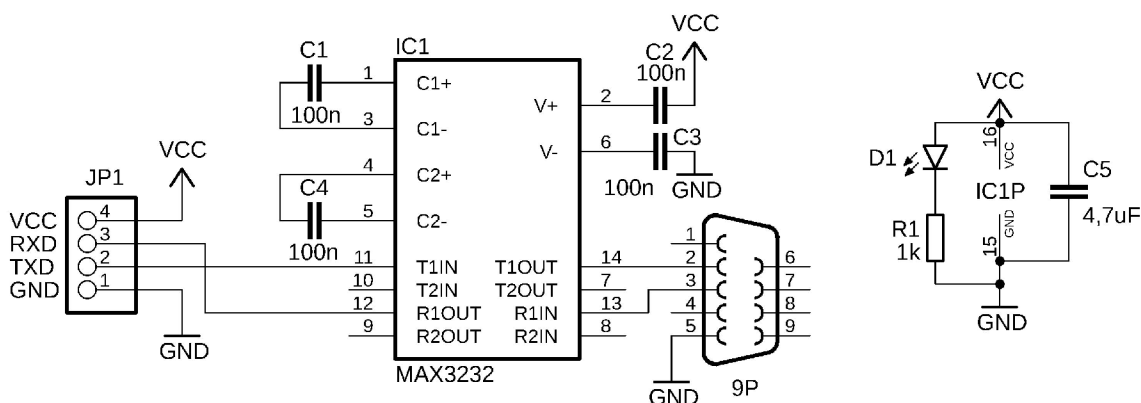 JP1
VCC
4
VCC
RXD
3
TXD
2
GND
1
GND
C1
100n
1
3
C4
100n
4
5
11
10
12
9
IC1
C1+
C1-
C2+
C2-
T1IN
T2IN
R1OUT
R2OUT
V+
V-
T1OUT
T2OUT
R1IN
R2IN
MAX3232
2
6
14
7
13
8
C2
100n
VCC
C3
100n
GND
1
2
3
4
5
6
7
8
9
GND
9P
VCC
D1
R1
1k
16
VCC
IC1P
GND
15
C5
4,7uF
GND